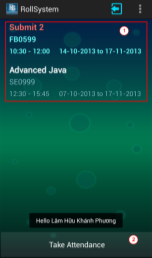 RollSystem
Submit 2
1
FB0599
10:30 - 12:00 14-10-2013 to 17-11-2013
Advanced Java
SE0999
12:30 - 15:45 07-10-2013 to 17-11-2013
Hello Lâm Hữu Khánh Phương
Take Attendance
3